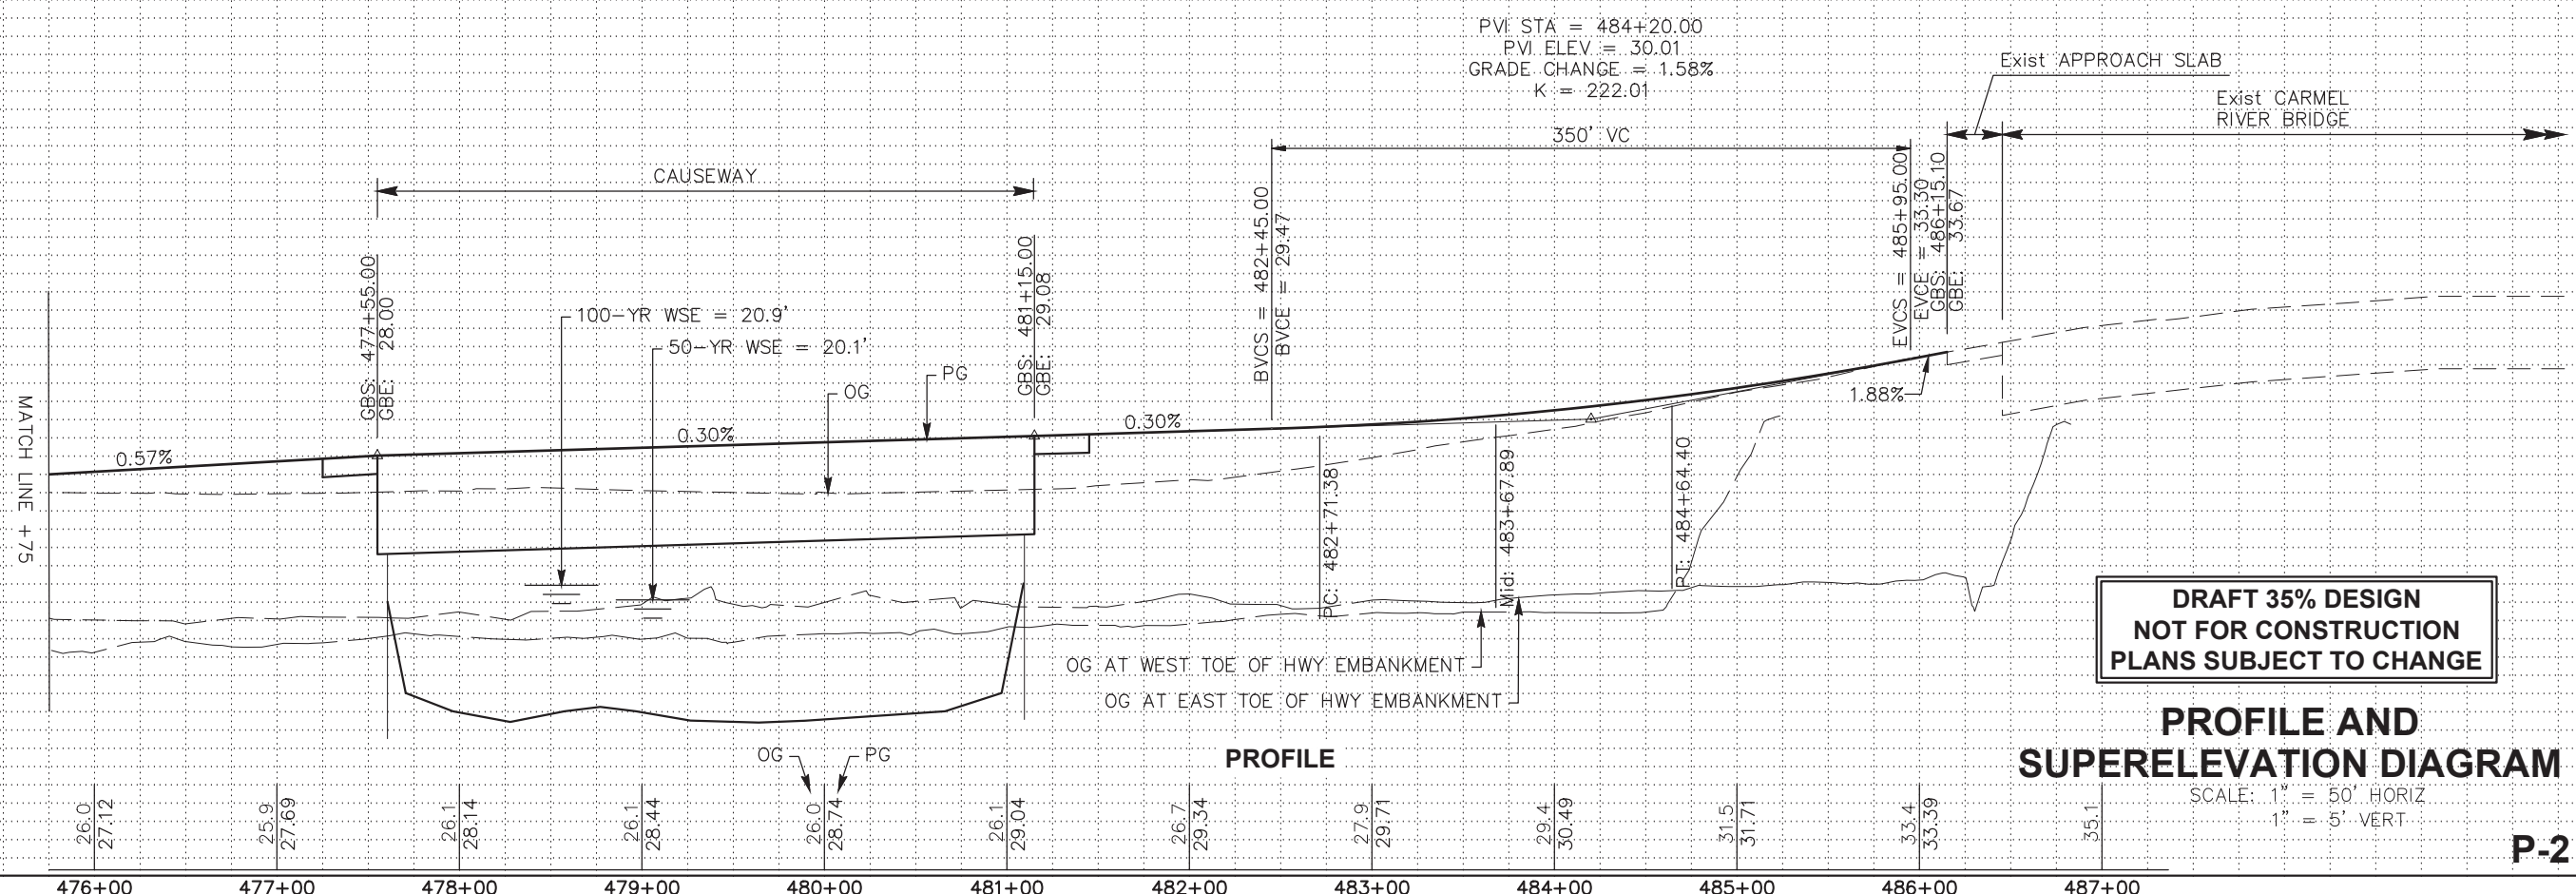 PVI STA = 484+20.00
PVI ELEV = 30.01
GRADE CHANGE = 1.58%
K = 222.01
Exist APPROACH SLAB
Exist CARMEL
RIVER BRIDGE
350' VC
CAUSEWAY
GBS: 477+55.00
GBE: 28.00
100-YR WSE = 20.9'
50-YR WSE = 20.1'
OG
PG
GBS: 481+15.00
GBE: 29.08
BVCS = 482+45.00
BVCE = 29.47
EVCS = 485+95.00
EVCE = 33.30
GBS: 486+15.10
GBE: 33.67
MATCH LINE +75
0.57%
0.30%
0.30%
1.88%
PC: 482+71.38
Mid: 483+67.89
PT: 484+64.40
OG AT WEST TOE OF HWY EMBANKMENT
OG AT EAST TOE OF HWY EMBANKMENT
DRAFT 35% DESIGN
NOT FOR CONSTRUCTION
PLANS SUBJECT TO CHANGE
PROFILE AND
SUPERELEVATION DIAGRAM
SCALE: 1" = 50' HORIZ
1" = 5' VERT
P-2
OG PG
PROFILE
26.0
27.12
25.9
27.69
26.1
28.14
26.1
28.44
26.0
28.74
26.1
29.04
26.7
29.34
27.9
29.71
29.4
30.49
31.5
31.71
33.4
33.39
35.1
476+00 477+00 478+00 479+00 480+00 481+00 482+00 483+00 484+00 485+00 486+00 487+00